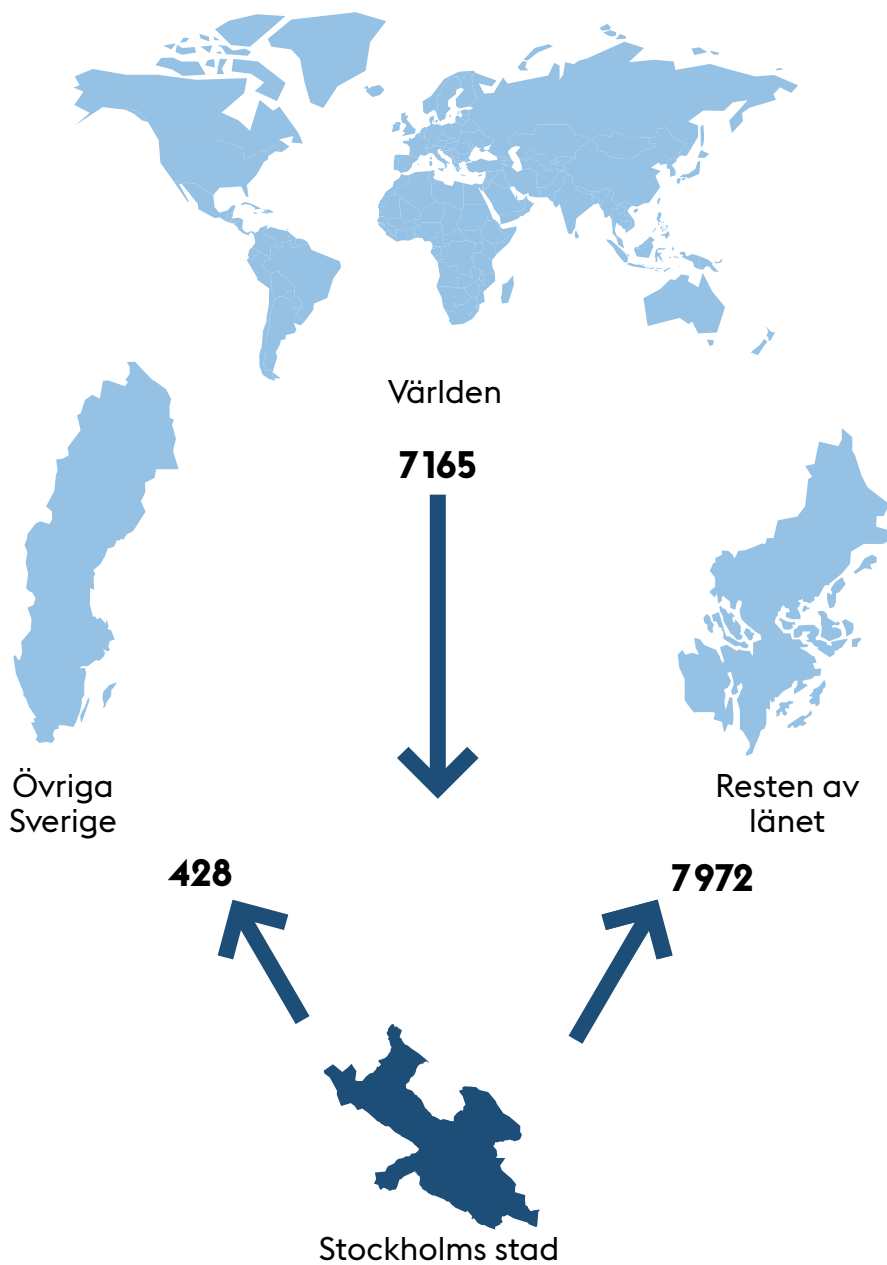 Världen
7165
Övriga
Sverige
428
Resten av
länet
7972
Stockholms stad